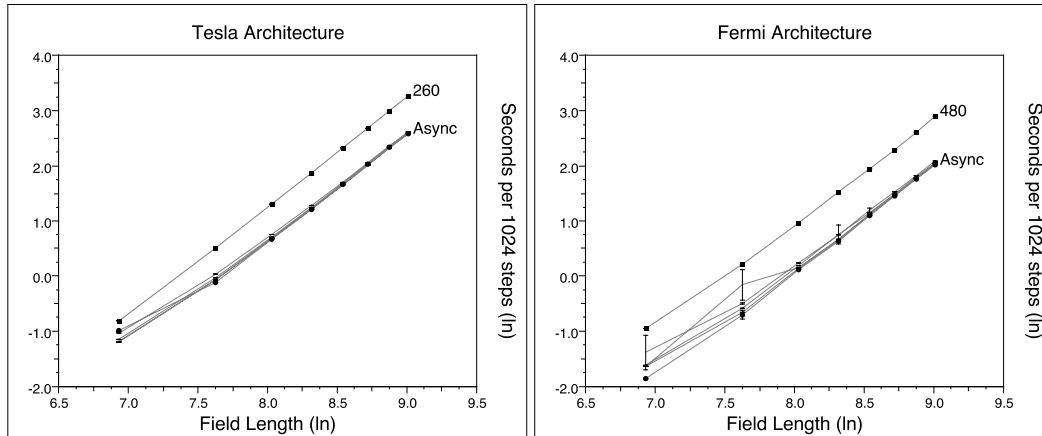 Tesla Architecture
4.0
3.0
2.0
1.0
0.0
-1.0
-2.0
260
Async
Seconds per 1024 steps (ln)
6.5 7.0 7.5 8.0 8.5 9.0 9.5
Field Length (ln)
Fermi Architecture
4.0
3.0
2.0
1.0
0.0
-1.0
-2.0
480
Async
Seconds per 1024 steps (ln)
6.5 7.0 7.5 8.0 8.5 9.0 9.5
Field Length (ln)